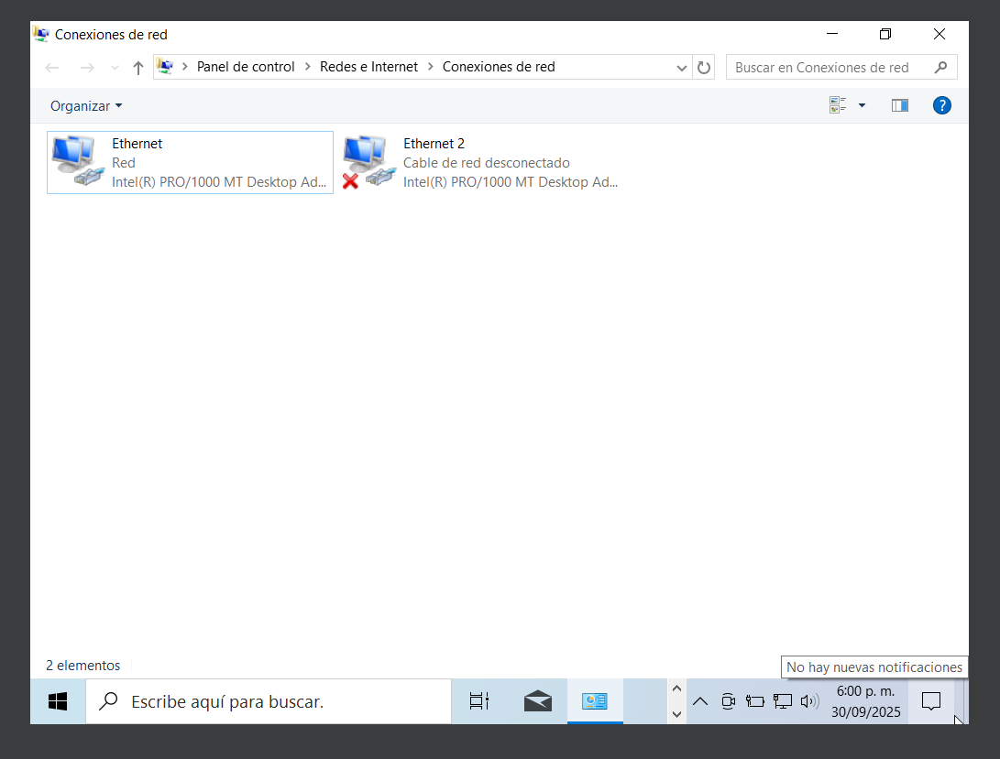 Conexiones de red
Panel de control > Redes e Internet > Conexiones de red
Buscar en Conexiones de red
Organizar
Ethernet
Red
Intel(R) PRO/1000 MT Desktop Ad...
Ethernet 2
Cable de red desconectado
Intel(R) PRO/1000 MT Desktop Ad...
2 elementos
No hay nuevas notificaciones
Escribe aquí para buscar.
6:00 p. m.
30/09/2025